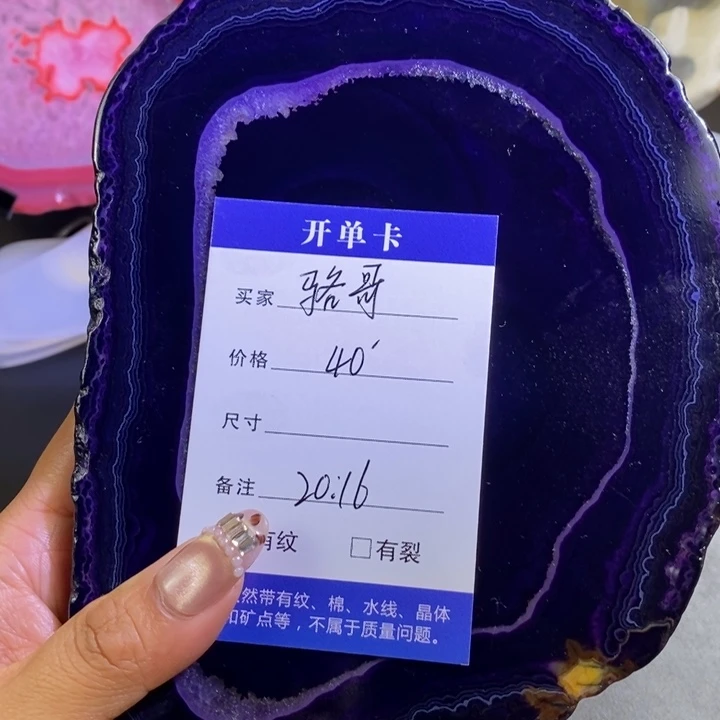 开单卡
买家 骆哥
价格 40
尺寸
备注 20:16
有纹 □有裂
然带有纹、棉、水线、晶体
和矿点等，不属于质量问题。